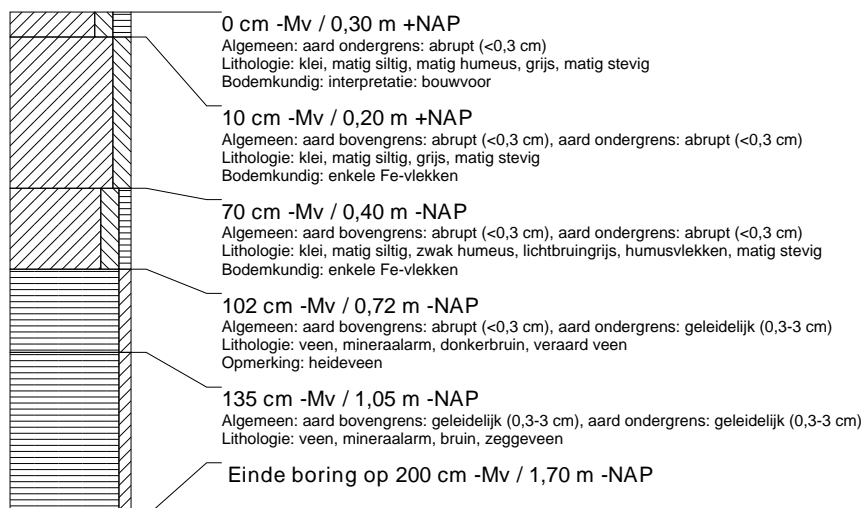 0 cm -Mv / 0,30 m +NAP
Algemeen: aard ondergrens: abrupt (<0,3 cm)
Lithologie: klei, matig siltig, matig humeus, grijs, matig stevig
Bodemkundig: interpretatie: bouwvoor
10 cm -Mv / 0,20 m +NAP
Algemeen: aard bovengrens: abrupt (<0,3 cm), aard ondergrens: abrupt (<0,3 cm)
Lithologie: klei, matig siltig, grijs, matig stevig
Bodemkundig: enkele Fe-vlekken
70 cm -Mv / 0,40 m -NAP
Algemeen: aard bovengrens: abrupt (<0,3 cm), aard ondergrens: abrupt (<0,3 cm)
Lithologie: klei, matig siltig, zwak humeus, lichtbruingrijs, humusvlekken, matig stevig
Bodemkundig: enkele Fe-vlekken
102 cm -Mv / 0,72 m -NAP
Algemeen: aard bovengrens: abrupt (<0,3 cm), aard ondergrens: geleidelijk (0,3-3 cm)
Lithologie: veen, mineraalarm, donkerbruin, veraard veen
Opmerking: heideveen
135 cm -Mv / 1,05 m -NAP
Algemeen: aard bovengrens: geleidelijk (0,3-3 cm), aard ondergrens: geleidelijk (0,3-3 cm)
Lithologie: veen, mineraalarm, bruin, zeggeveen
Einde boring op 200 cm -Mv / 1,70 m -NAP